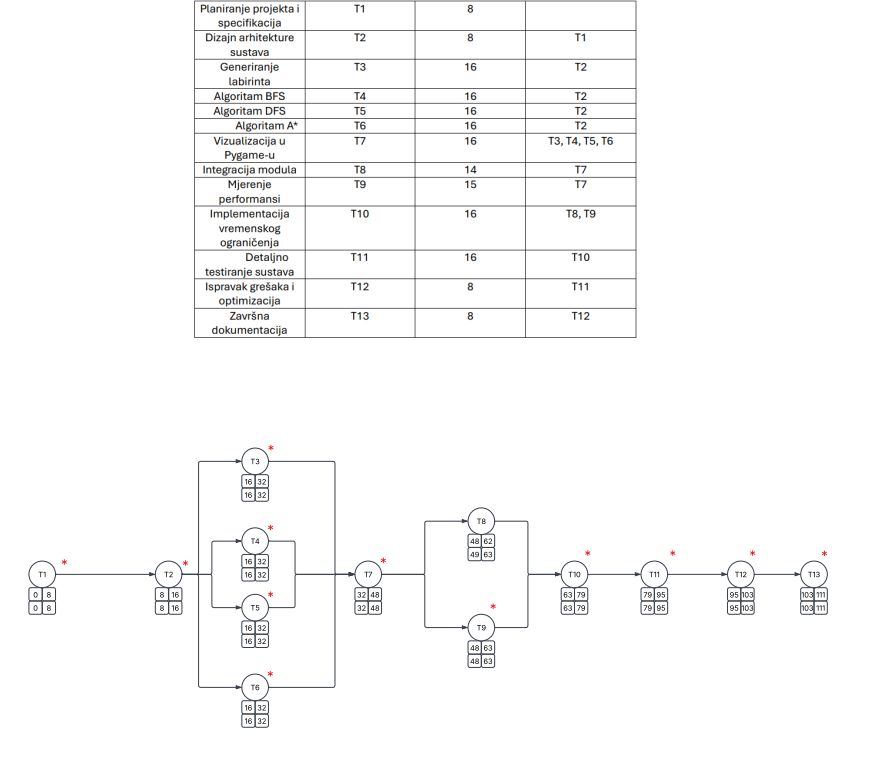 Planiranje projekta i T1 8
specifikacija
Dizajn arhitekture T2 8 T1
sustava
Generiranje T3 16 T2
labirinta
Algoritam BFS T4 16 T2
Algoritam DFS T5 16 T2
Algoritam A* T6 16 T2
Vizualizacija u T7 16 T3, T4, T5, T6
Pygame-u
Integracija modula T8 14 T7
Mjerenje T9 15 T7
performansi
Implementacija T10 16 T8, T9
vremenskog
ograničenja
Detaljno T11 16 T10
testiranje sustava
Ispravak grešaka i T12 8 T11
optimizacija
Završna T13 8 T12
dokumentacija
T3 *
16 32
16 32
T4 *
16 32
16 32
T5 *
16 32
16 32
T6 *
16 32
16 32
T1 *
0 8
0 8
T2 *
8 16
8 16
T7 *
32 48
32 48
T8
48 62
49 63
T9 *
48 63
48 63
T10 *
63 79
63 79
T11 *
79 95
79 95
T12 *
95 103
95 103
T13 *
103 111
103 111